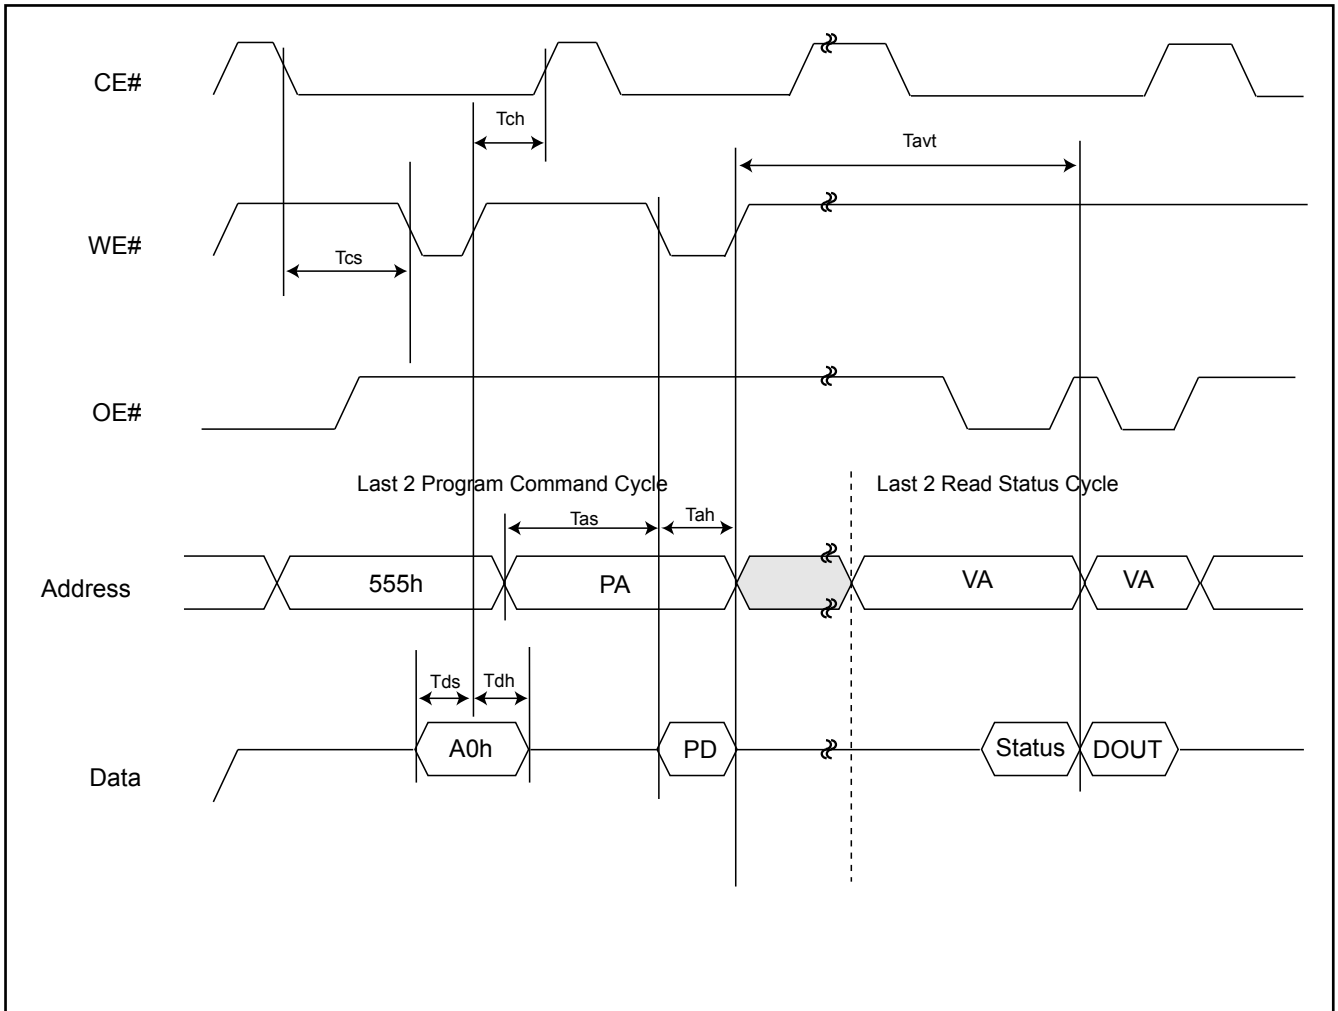 CE#
Tch
Tavt
WE#
Tcs
OE#
Last 2 Program Command Cycle
Last 2 Read Status Cycle
Tas
Tah
Address
555h
PA
VA
VA
Tds
Tdh
Data
A0h
PD
Status
DOUT